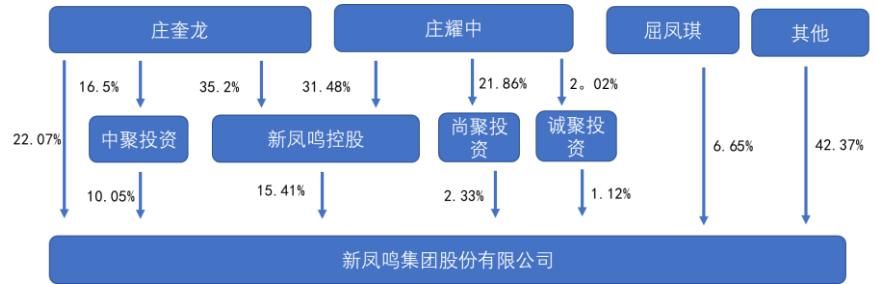 庄奎龙
庄耀中
屈凤琪
其他
16.5%
35.2%
31.48%
21.86%
2。02%
22.07%
中聚投资
新凤鸣控股
尚聚投
资
诚聚投
资
6.65%
42.37%
10.05%
15.41%
2.33%
1.12%
新凤鸣集团股份有限公司